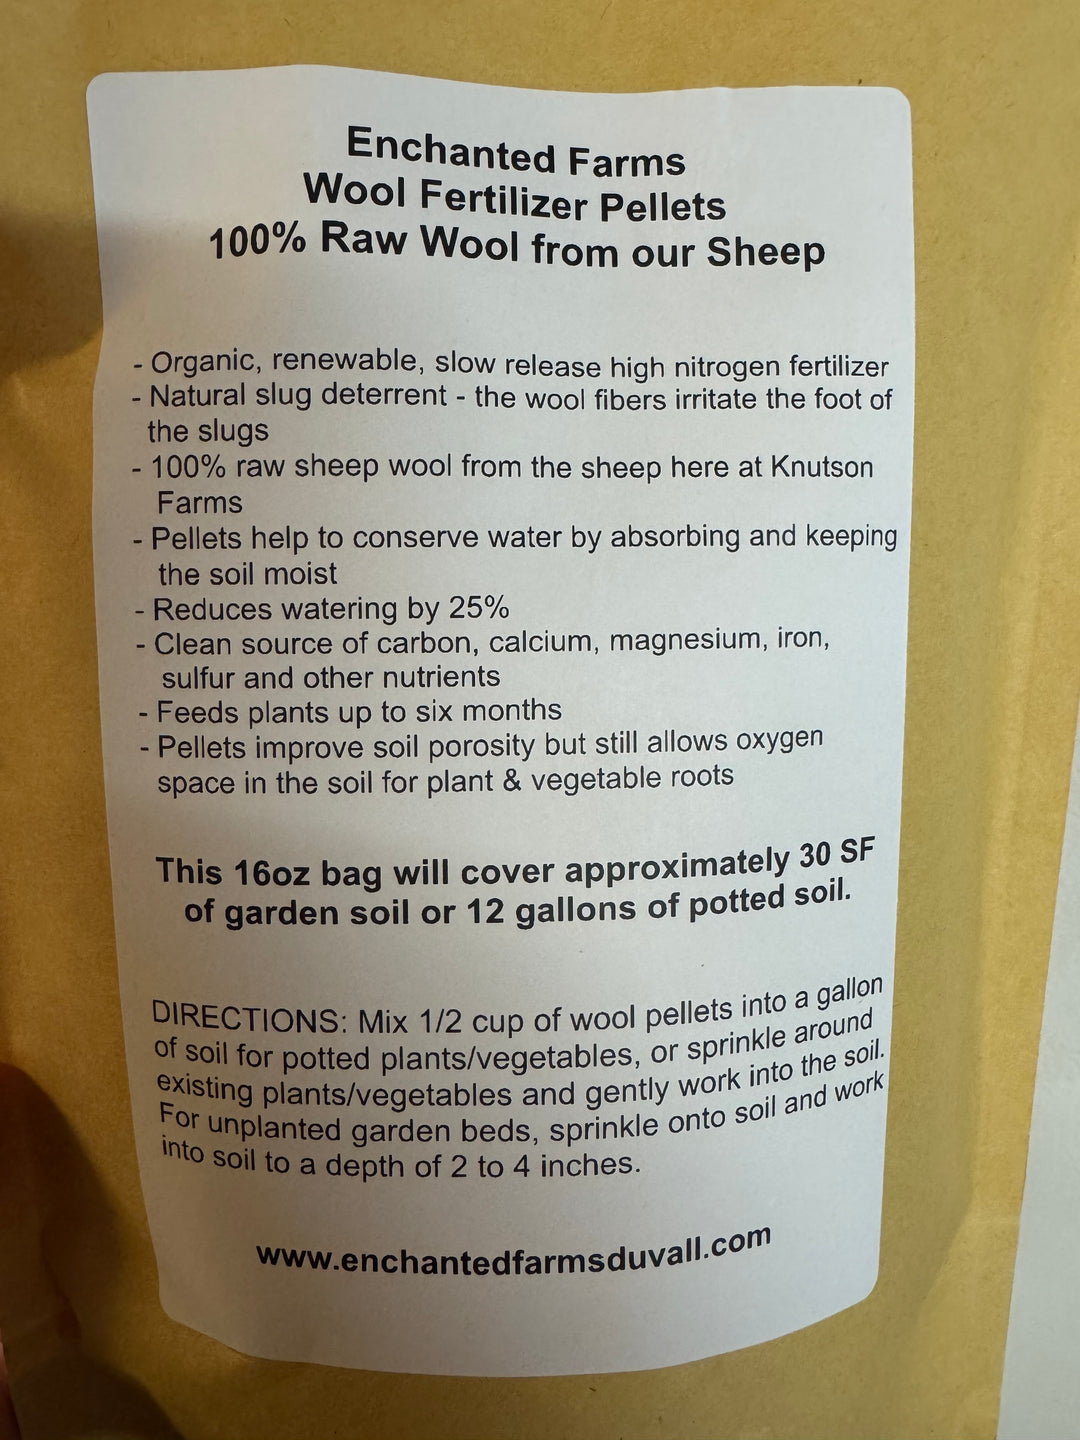 Enchanted Farms
Wool Fertilizer Pellets
100% Raw Wool from our Sheep
- Organic, renewable, slow release high nitrogen fertilizer
- Natural slug deterrent - the wool fibers irritate the foot of
the slugs
- 100% raw sheep wool from the sheep here at Knutson
Farms
- Pellets help to conserve water by absorbing and keeping
the soil moist
- Reduces watering by 25%
- Clean source of carbon, calcium, magnesium, iron,
sulfur and other nutrients
- Feeds plants up to six months
- Pellets improve soil porosity but still allows oxygen
space in the soil for plant & vegetable roots
This 16oz bag will cover approximately 30 SF
of garden soil or 12 gallons of potted soil.
DIRECTIONS: Mix 1/2 cup of wool pellets into a gallon
of soil for potted plants/vegetables, or sprinkle around
existing plants/vegetables and gently work into the soil.
For unplanted garden beds, sprinkle onto soil and work
into soil to a depth of 2 to 4 inches.
www.enchantedfarmsduvall.com